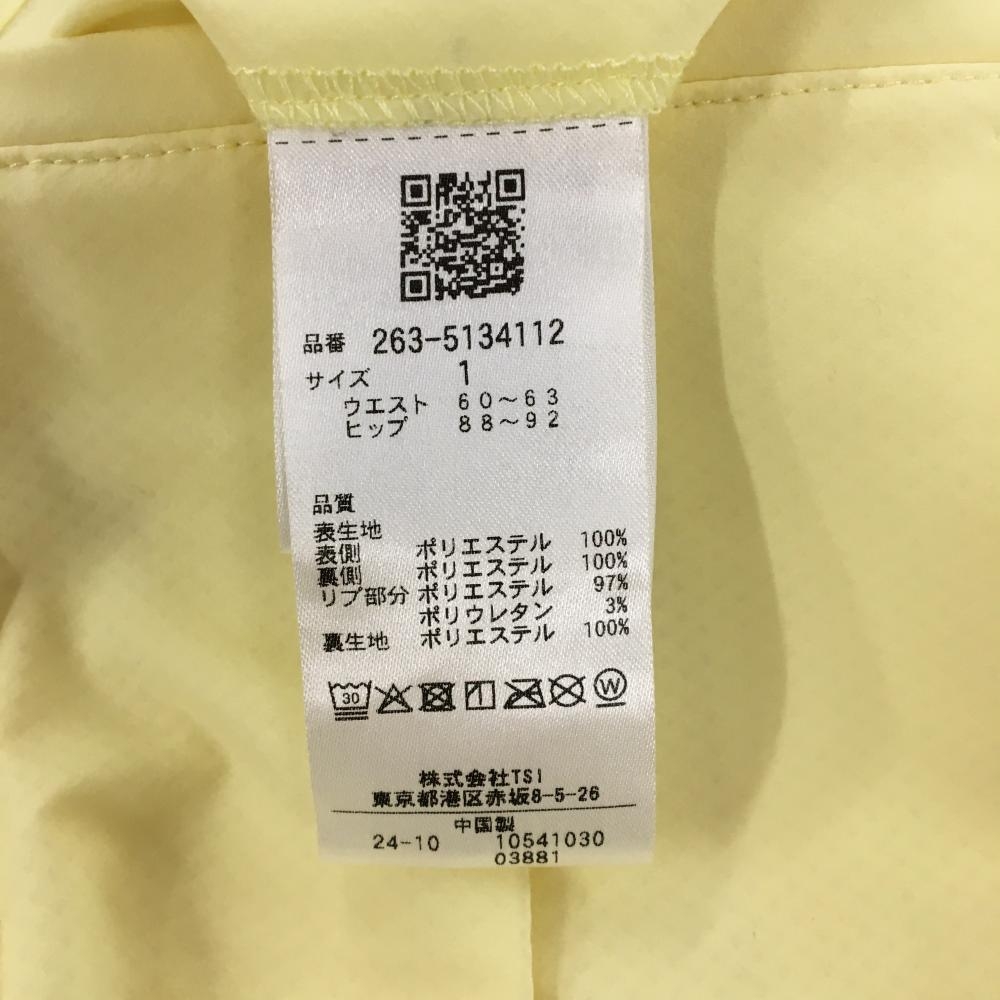 品番 263-5134112
サイズ 1
ウエスト 60～63
ヒップ 88～92
品質
表生地
表側 ポリエステル 100%
裏側 ポリエステル 100%
リブ部分 ポリエステル 97%
ポリウレタン 3%
裏生地 ポリエステル 100%
30
W
株式会社TSI
東京都港区赤坂8-5-26
中国製
24-10 10541030
03881